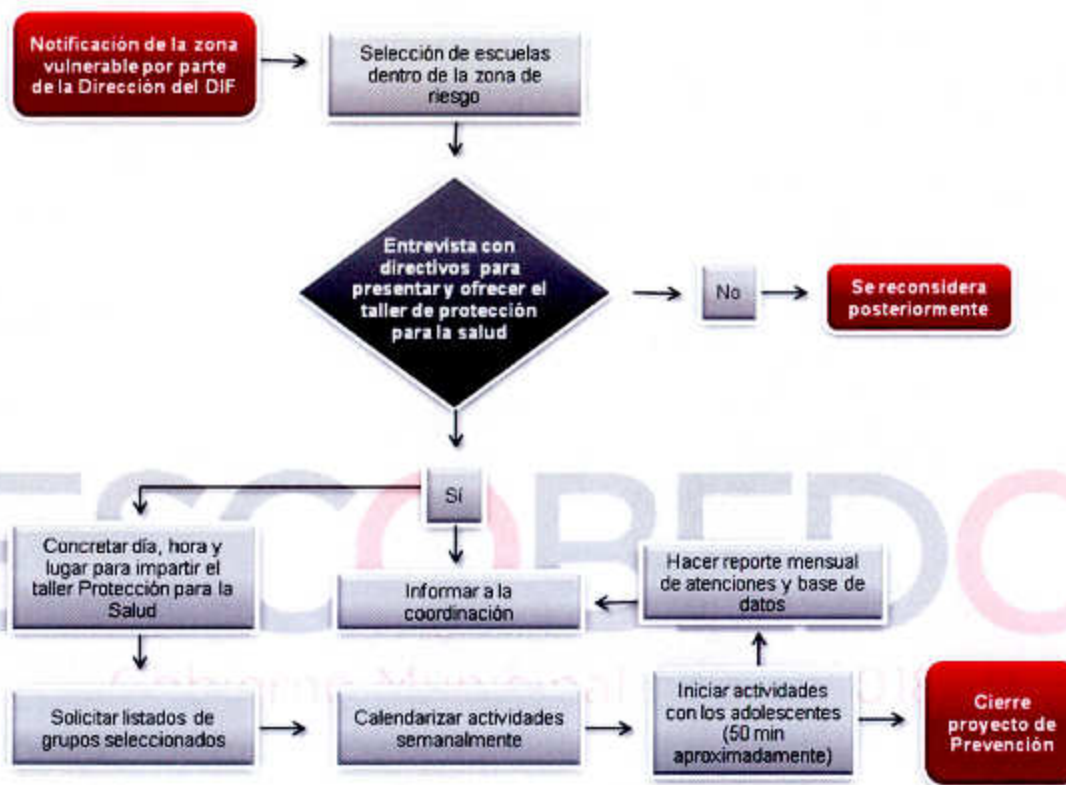 Notificación de la zona
vulnerable por parte
de la Dirección del DIF
Selección de escuelas
dentro de la zona de
riesgo
Entrevista con
directivos para
presentar y ofrecer el
taller de protección
para la salud
No
Se reconsidera
posteriormente
Sí
Concretar día, hora y
lugar para impartir el
taller Protección para la
Salud
Informar a la
coordinación
Hacer reporte mensual
de atenciones y base de
datos
ESCOBEDO
Gobierno Municipal
Solicitar listados de
grupos seleccionados
Calendarizar actividades
semanalmente
Iniciar actividades
con los adolescentes
(50 min
aproximadamente)
Cierre
proyecto de
Prevención